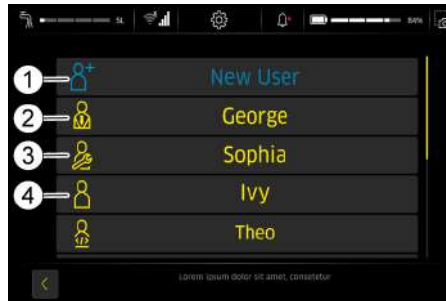 5L 84%
1 New User
2 George
3 Sophia
4 Ivy
Theo
Lorem ipsum dolor sit amet, consetetur